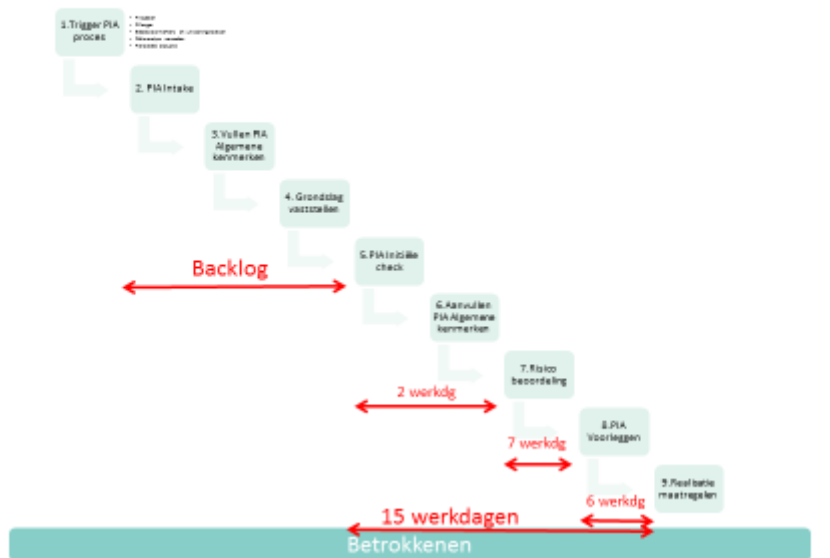 1.Trigger PIA
proces
2. PIA Intake
3.Vullen PIA
Algemene
kenmerken
4. Grondslag
vaststellen
5.PIA Initiële
check
Backlog
6.Aanvullen
PIA Algemene
kenmerken
7.Risico
beoordeling
2 werkdg
8.PIA
Voorleggen
7 werkdg
9.Realisatie
maatregelen
6 werkdg
15 werkdagen
Betrokkenen